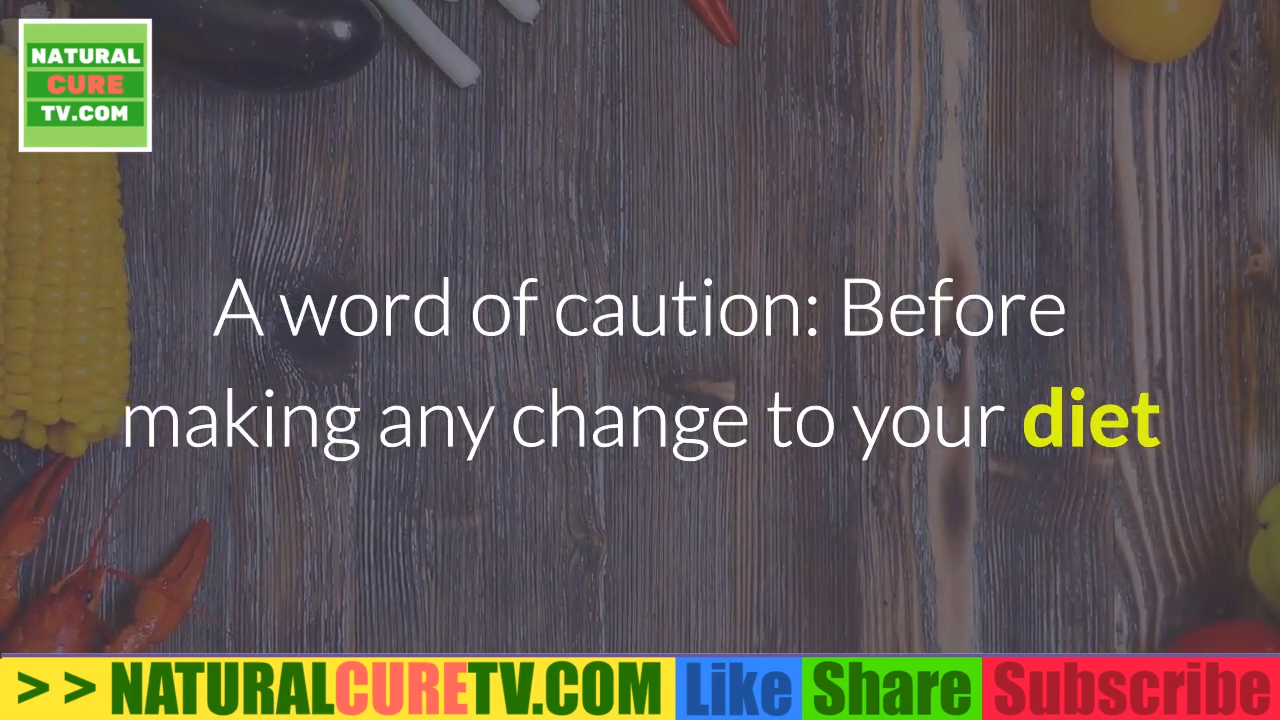 NATURAL
CURE
TV.COM
A word of caution: Before
making any change to your diet
>> NATURALCURETV.COM Like Share Subscribe